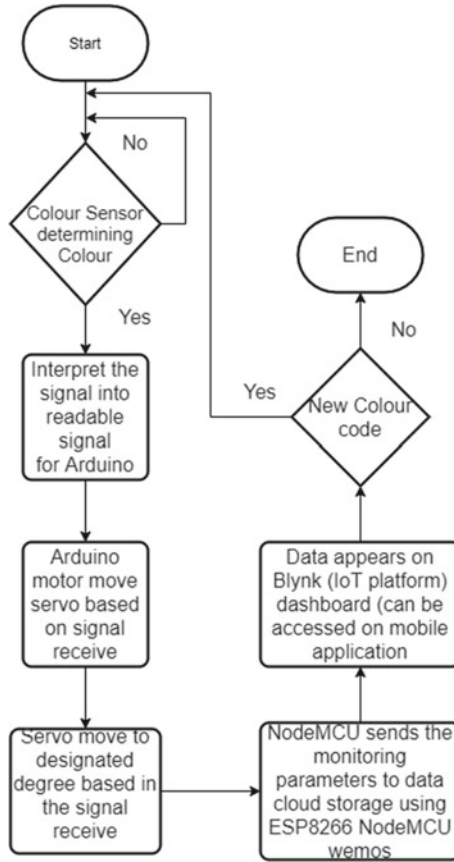 Start
No
Colour Sensor
determining
Colour
Yes
Interpret the
signal into
readable
signal
for Arduino
Arduino
motor move
servo based
on signal
receive
Servo move to
designated
degree based in
the signal
receive
NodeMCU sends the
monitoring
parameters to data
cloud storage using
ESP8266 NodeMCU
wemos
Data appears on
Blynk (IoT platform)
dashboard (can be
accessed on mobile
application
New Colour
code
Yes
No
End